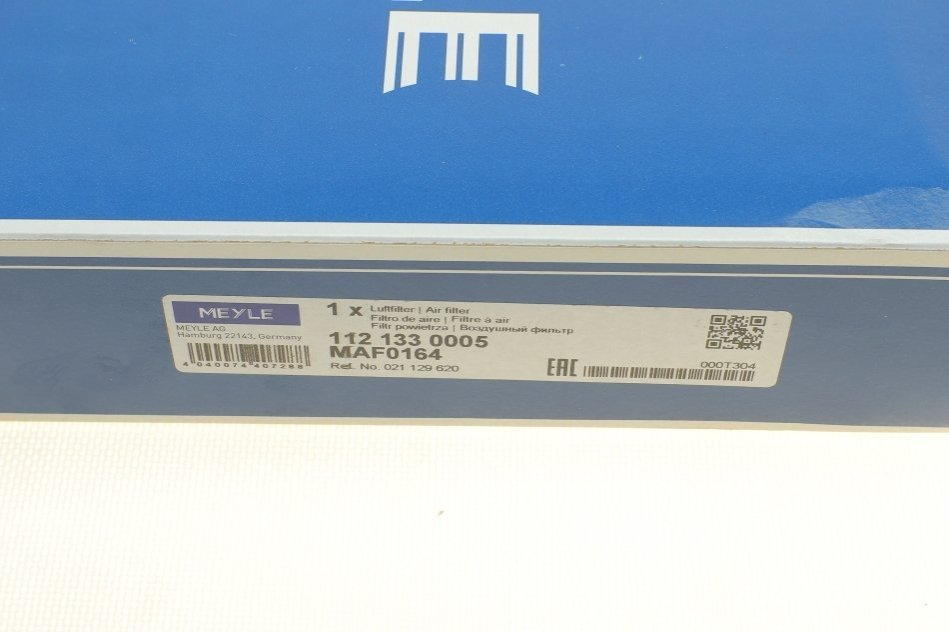 MEYLE
MEYLE AG
Hamburg 22143, Germany
4 040074 407288
1 x Luftfilter | Air filter
Filtro de aire | Filtre à air
Filtr powietrza | Воздушный фильтр
112 133 0005
MAF0164
Ref. No. 021 129 620
EAC
000T304